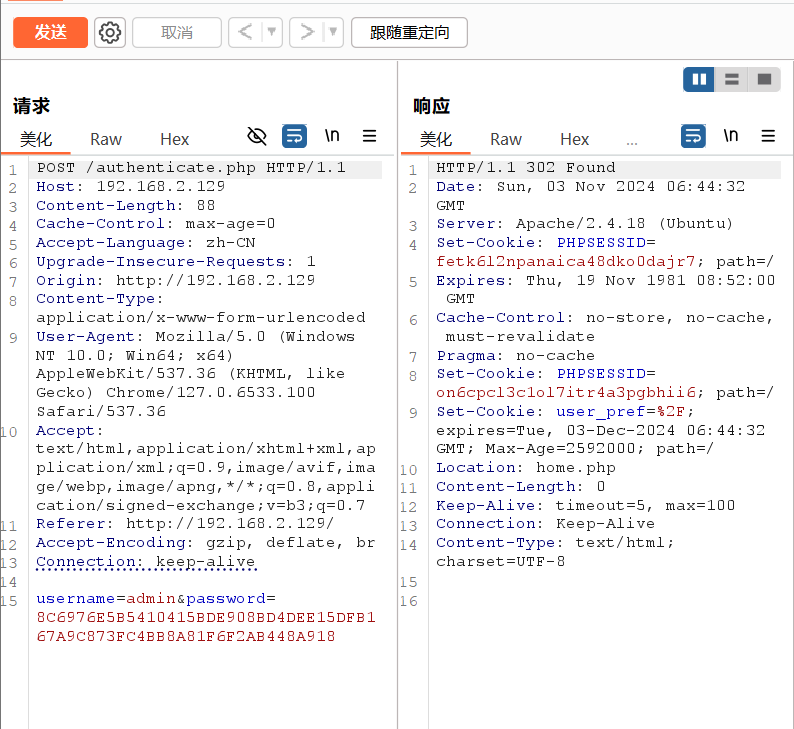 发送
取消
<
>
跟随重定向
请求
美化 Raw Hex \n
1 POST /authenticate.php HTTP/1.1
2 Host: 192.168.2.129
3 Content-Length: 88
4 Cache-Control: max-age=0
5 Accept-Language: zh-CN
6 Upgrade-Insecure-Requests: 1
7 Origin: http://192.168.2.129
8 Content-Type:
application/x-www-form-urlencoded
9 User-Agent: Mozilla/5.0 (Windows
NT 10.0; Win64; x64)
AppleWebKit/537.36 (KHTML, like
Gecko) Chrome/127.0.6533.100
Safari/537.36
10 Accept:
text/html,application/xhtml+xml,ap
plication/xml;q=0.9,image/avif,ima
ge/webp,image/apng,*/*;q=0.8,appli
cation/signed-exchange;v=b3;q=0.7
11 Referer: http://192.168.2.129/
12 Accept-Encoding: gzip, deflate, br
13 Connection: keep-alive
14
15 username=admin&password=
8C6976E5B5410415BDE908BD4DEE15DFB1
67A9C873FC4BB8A81F6F2AB448A918
响应
美化 Raw Hex ... \n
1 HTTP/1.1 302 Found
2 Date: Sun, 03 Nov 2024 06:44:32
GMT
3 Server: Apache/2.4.18 (Ubuntu)
4 Set-Cookie: PHPSESSID=
fetk6l2npanaica48dko0dajr7; path=/
5 Expires: Thu, 19 Nov 1981 08:52:00
GMT
6 Cache-Control: no-store, no-cache,
must-revalidate
7 Pragma: no-cache
8 Set-Cookie: PHPSESSID=
on6cpcl3c1ol7itr4a3pgbhii6; path=/
9 Set-Cookie: user_pref=%2F;
expires=Tue, 03-Dec-2024 06:44:32
GMT; Max-Age=2592000; path=/
10 Location: home.php
11 Content-Length: 0
12 Keep-Alive: timeout=5, max=100
13 Connection: Keep-Alive
14 Content-Type: text/html;
charset=UTF-8
15
16